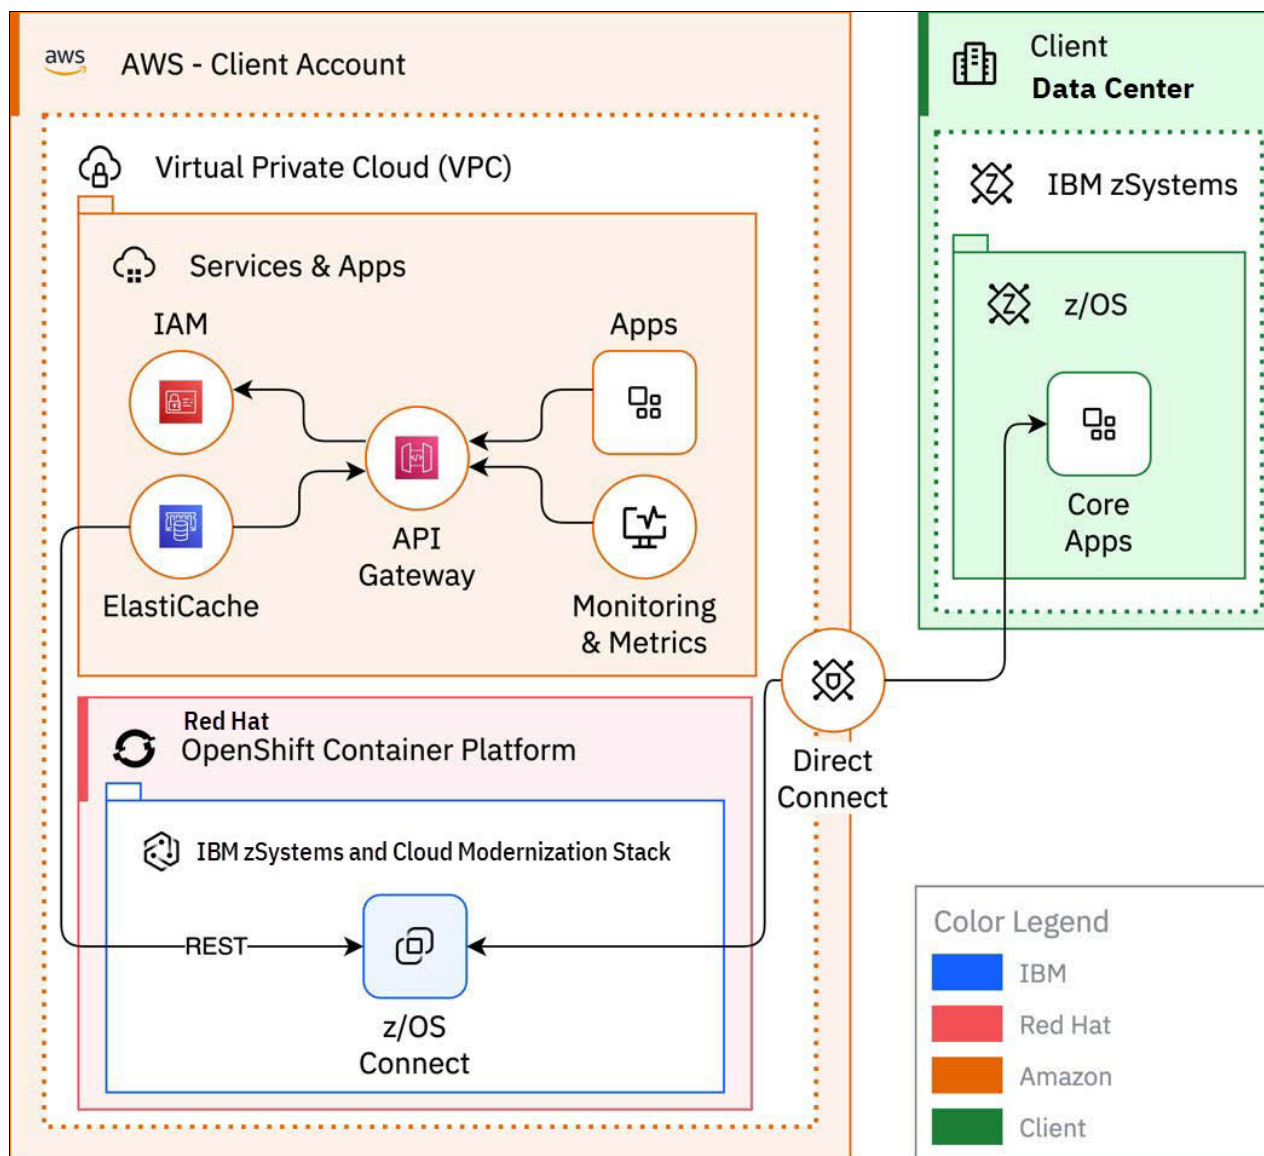 aws
AWS - Client Account
Virtual Private Cloud (VPC)
Services & Apps
IAM
Apps
API
Gateway
ElastiCache
Monitoring
& Metrics
Red Hat
OpenShift Container Platform
IBM zSystems and Cloud Modernization Stack
REST
z/OS
Connect
Direct
Connect
Client
Data Center
IBM zSystems
z/OS
Core
Apps
Color Legend
IBM
Red Hat
Amazon
Client